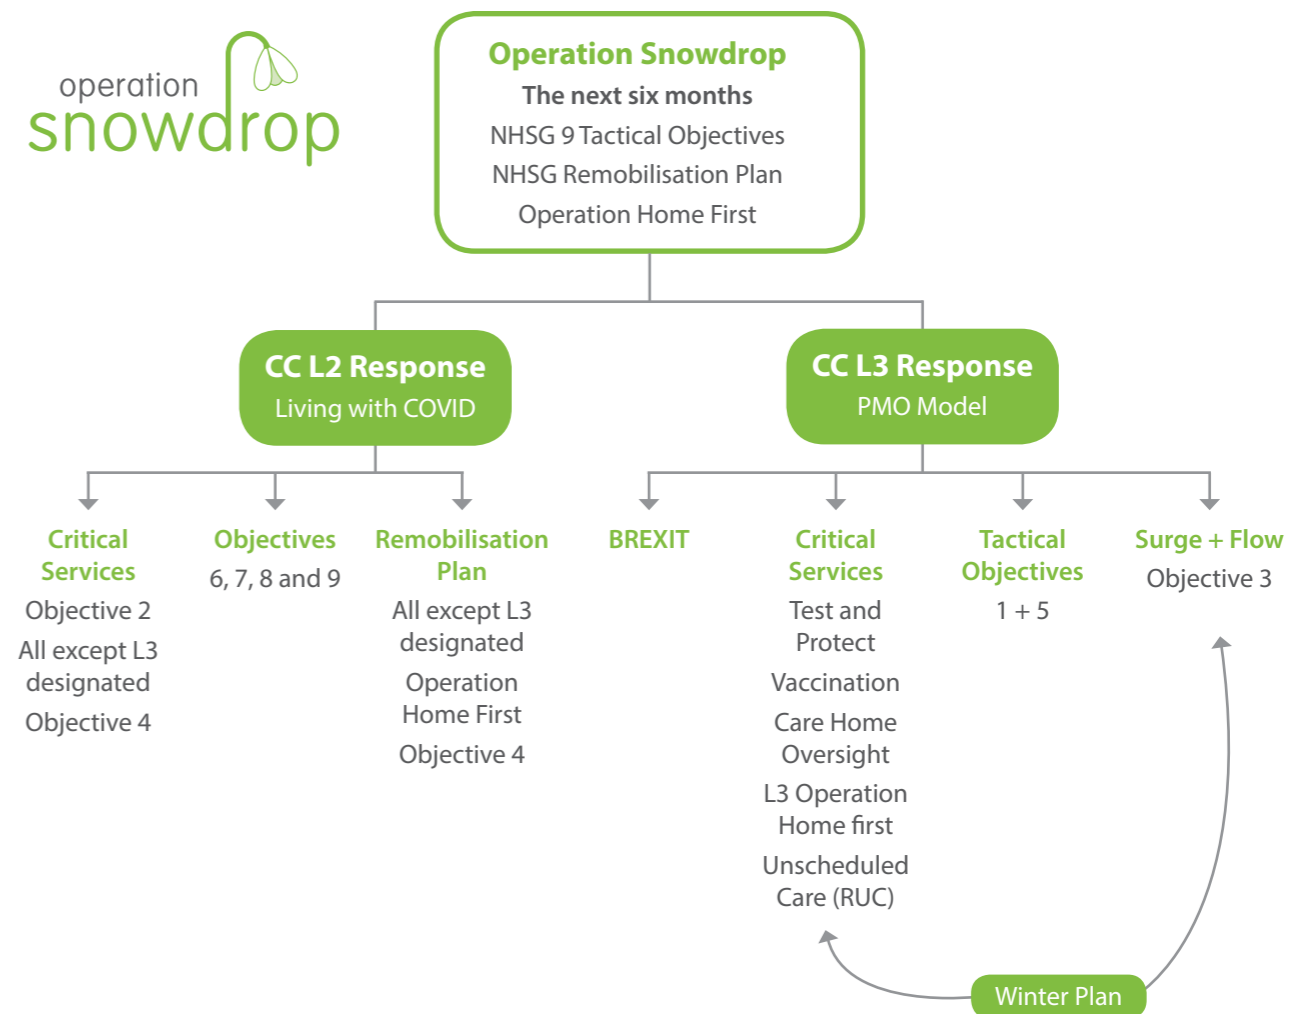 operation
snowdrop
Operation Snowdrop
The next six months
NHSG 9 Tactical Objectives
NHSG Remobilisation Plan
Operation Home First
CC L2 Response
Living with COVID
CC L3 Response
PMO Model
Critical
Services
Objective 2
All except L3
designated
Objective 4
Objectives
6, 7, 8 and 9
Remobilisation
Plan
All except L3
designated
Operation
Home First
Objective 4
BREXIT
Critical
Services
Test and
Protect
Vaccination
Care Home
Oversight
L3 Operation
Home first
Unscheduled
Care (RUC)
Tactical
Objectives
1 + 5
Surge + Flow
Objective 3
Winter Plan